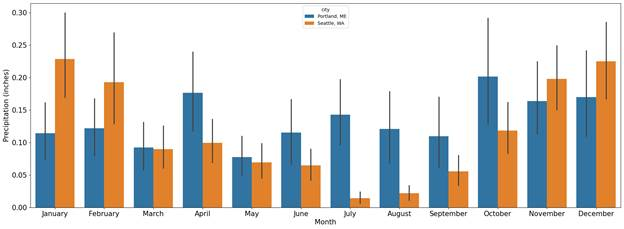 city
Portland, ME
Seattle, WA
Precipitation (inches)
0.30
0.25
0.20
0.15
0.10
0.05
0.00
January February March April May June July August September October November December
Month